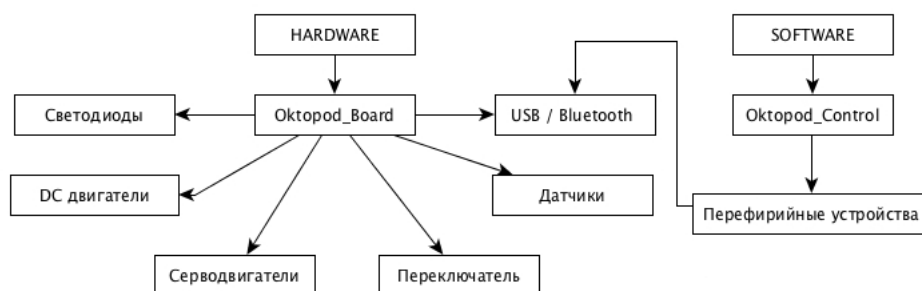 HARDWARE
SOFTWARE
Светодиоды
Oktopod_Board
USB / Bluetooth
Oktopod_Control
DC двигатели
Датчики
Перефирийные устройства
Серводвигатели
Переключатель